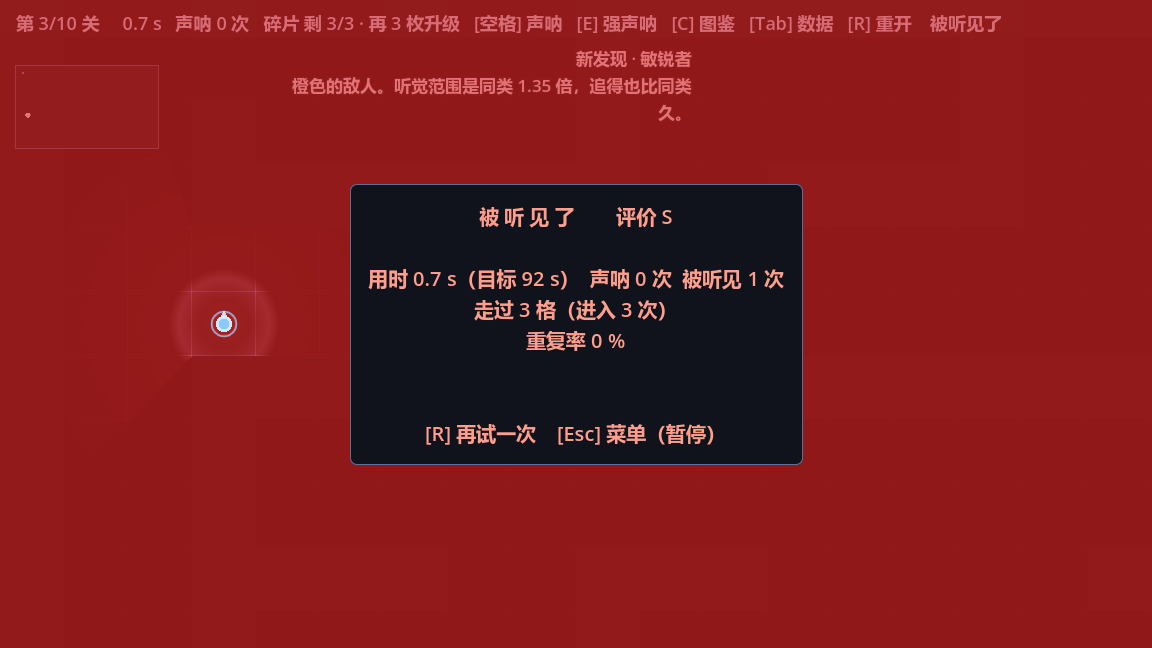 第 3/10 关 0.7 s 声呐 0 次 碎片 剩 3/3 · 再 3 枚升级 [空格] 声呐 [E] 强声呐 [C] 图鉴 [Tab] 数据 [R] 重开 被听见了
新发现 · 敏锐者
橙色的敌人。听觉范围是同类 1.35 倍，追得也比同类
久。
被 听 见 了 评价 S
用时 0.7 s（目标 92 s） 声呐 0 次 被听见 1 次
走过 3 格（进入 3 次）
重复率 0 %
[R] 再试一次 [Esc] 菜单（暂停）